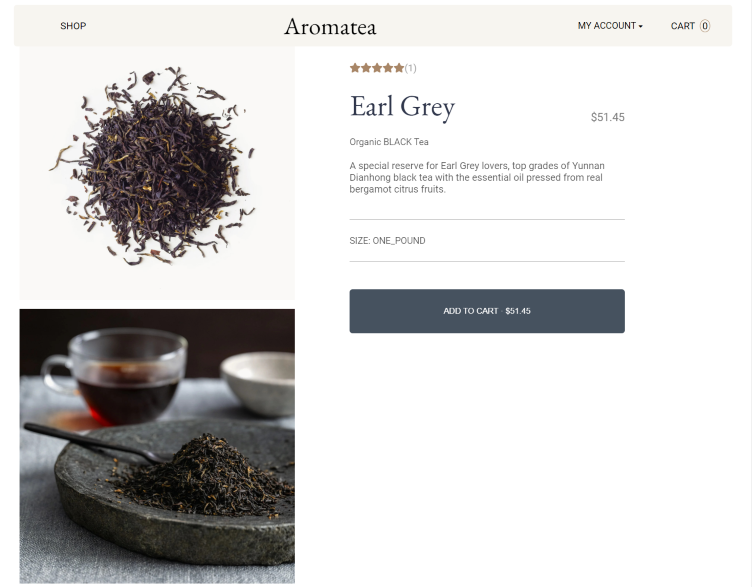 SHOP
Aromatea
MY ACCOUNT
CART 0
(1)
Earl Grey
$51.45
Organic BLACK Tea
A special reserve for Earl Grey lovers, top grades of Yunnan
Dianhong black tea with the essential oil pressed from real
bergamot citrus fruits.
SIZE: ONE_POUND
ADD TO CART · $51.45